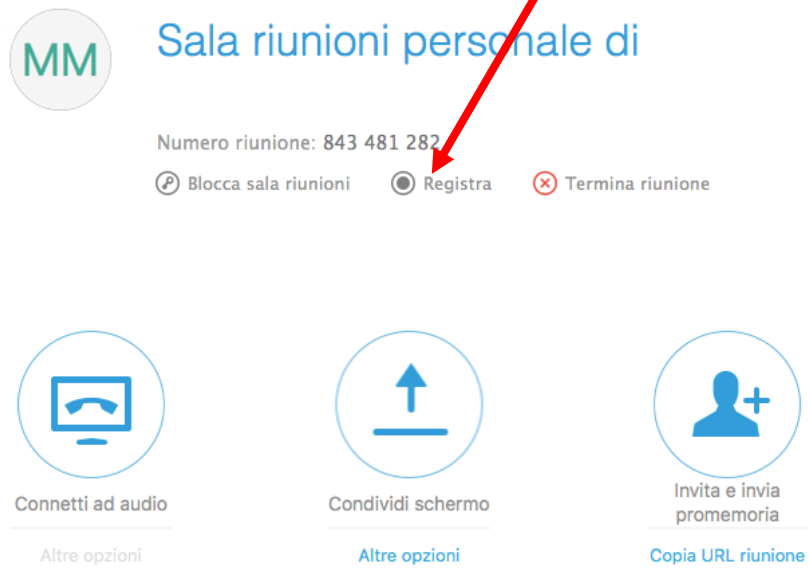 MM
Sala riunioni personale di
Numero riunione: 843 481 282
Blocca sala riunioni Registra Termina riunione
Connetti ad audio Condividi schermo Invita e invia
promemoria
Altre opzioni Altre opzioni Copia URL riunione